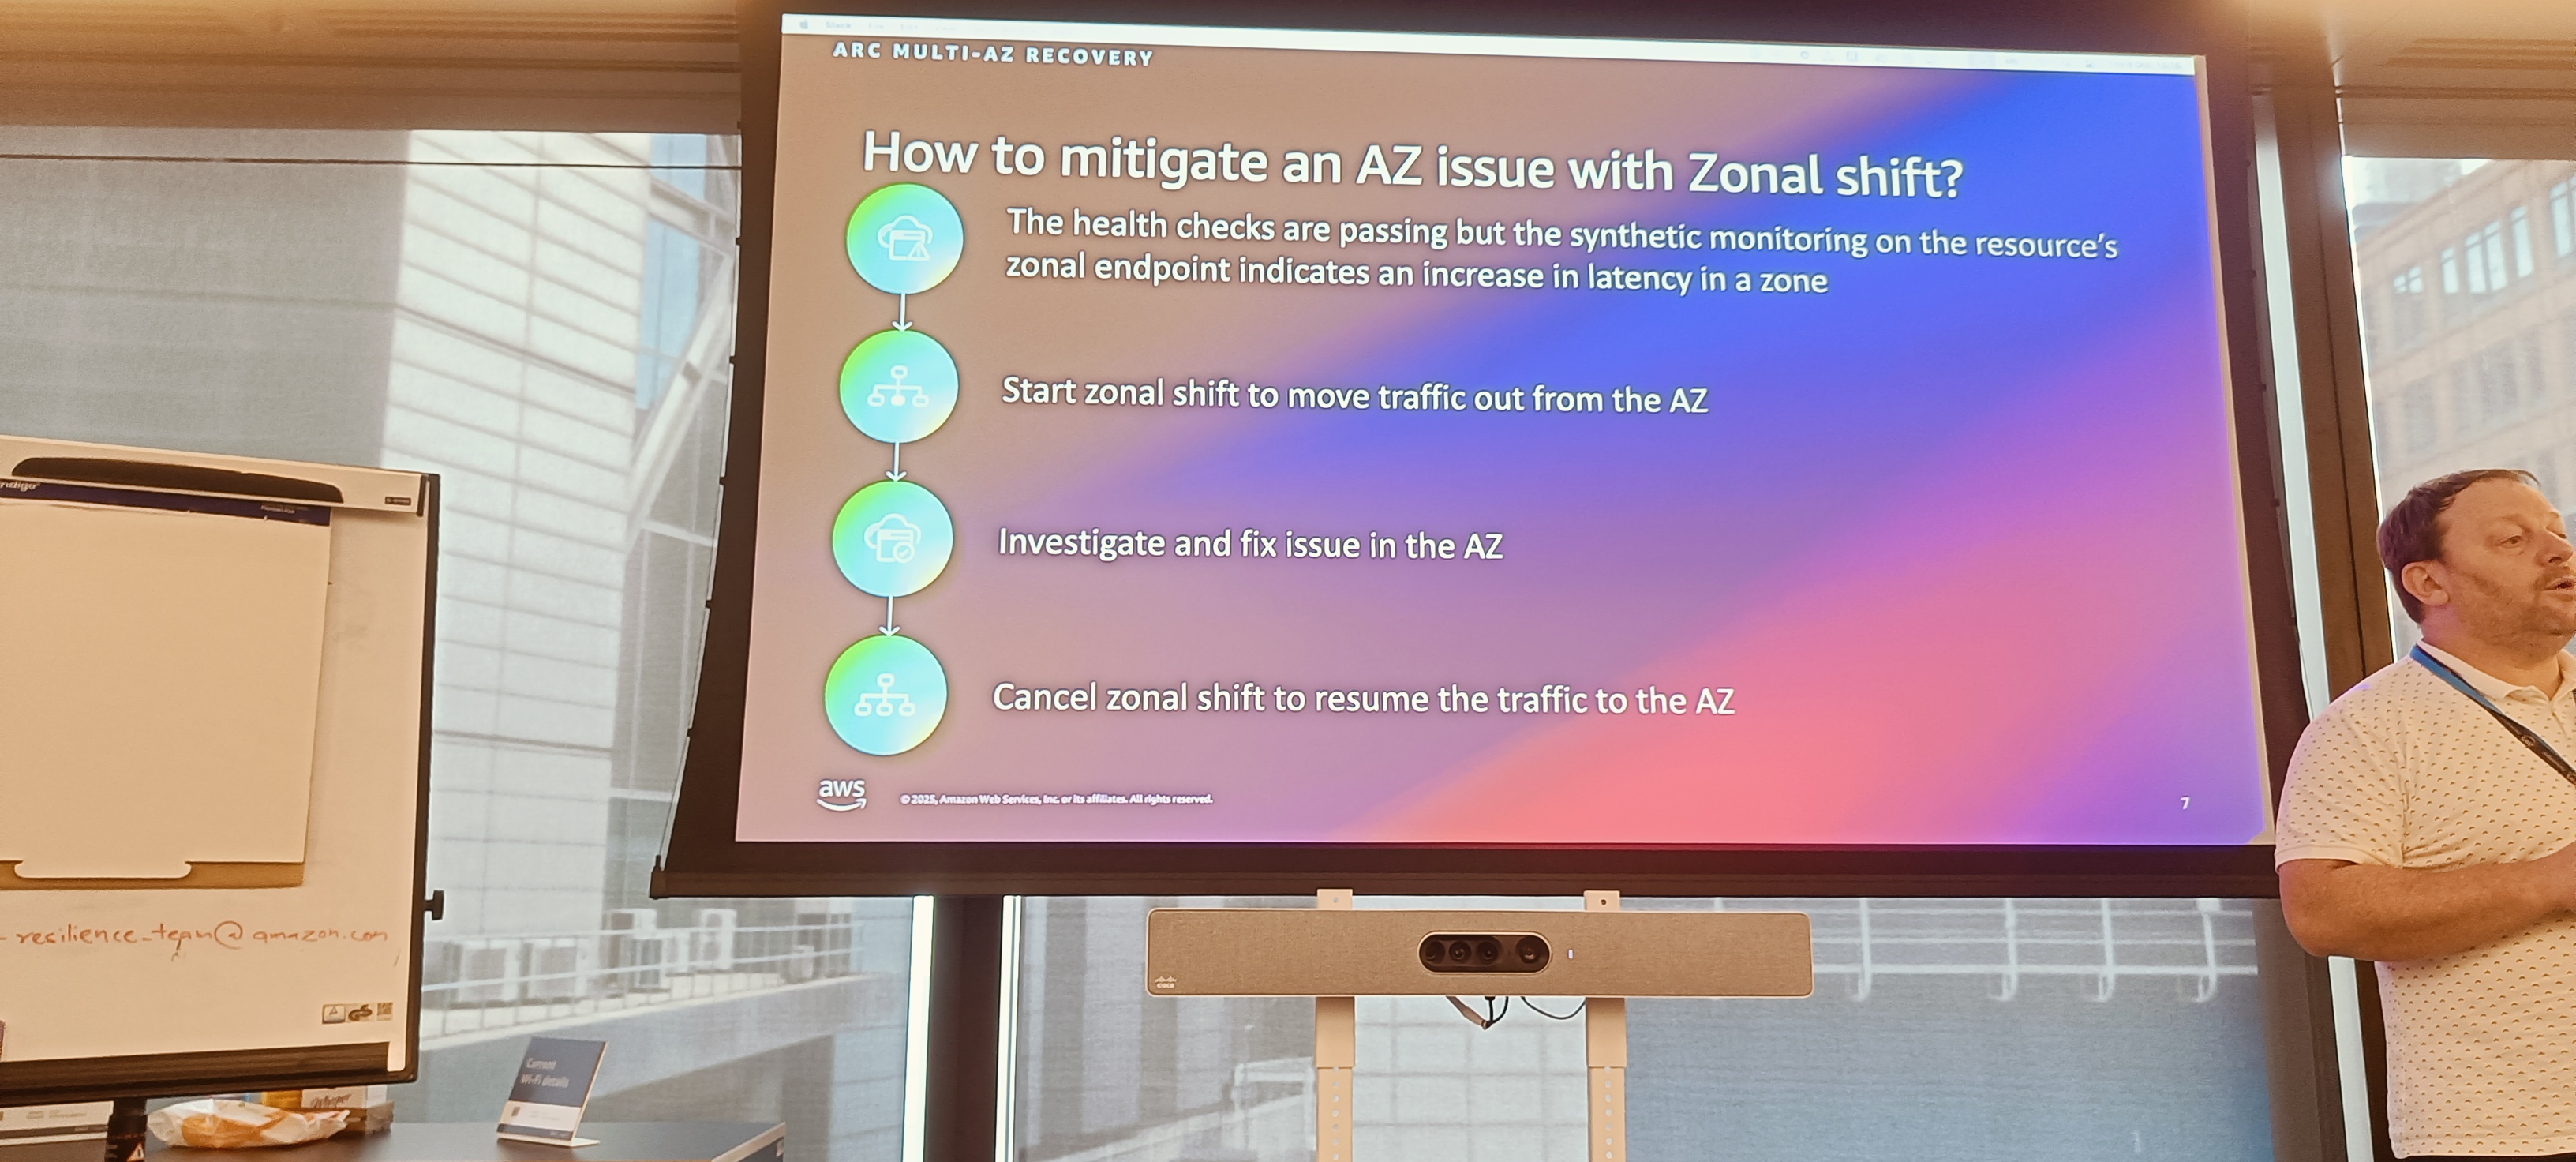 ARC MULTI-AZ RECOVERY
How to mitigate an AZ issue with Zonal shift?
The health checks are passing but the synthetic monitoring on the resource's
zonal endpoint indicates an increase in latency in a zone
Start zonal shift to move traffic out from the AZ
Investigate and fix issue in the AZ
Cancel zonal shift to resume the traffic to the AZ
aws
© 2025, Amazon Web Services, Inc. or its affiliates. All rights reserved.
7
resilience_team@amazon.com
cisco
Current
Wi-Fi details